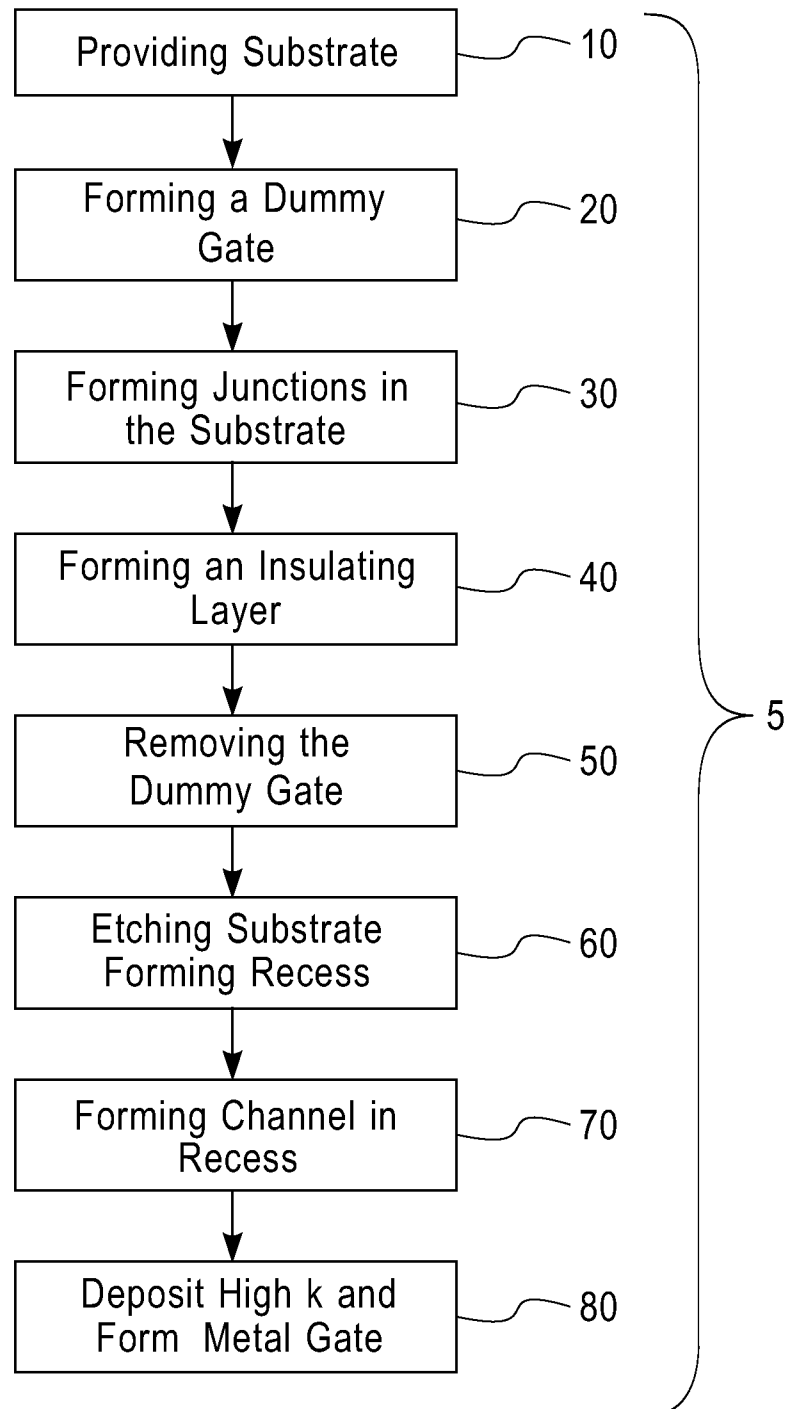 Providing Substrate
10
Forming a Dummy
Gate
20
Forming Junctions in
the Substrate
30
Forming an Insulating
Layer
40
5
Removing the
Dummy Gate
50
Etching Substrate
Forming Recess
60
Forming Channel in
Recess
70
Deposit High k and
Form Metal Gate
80